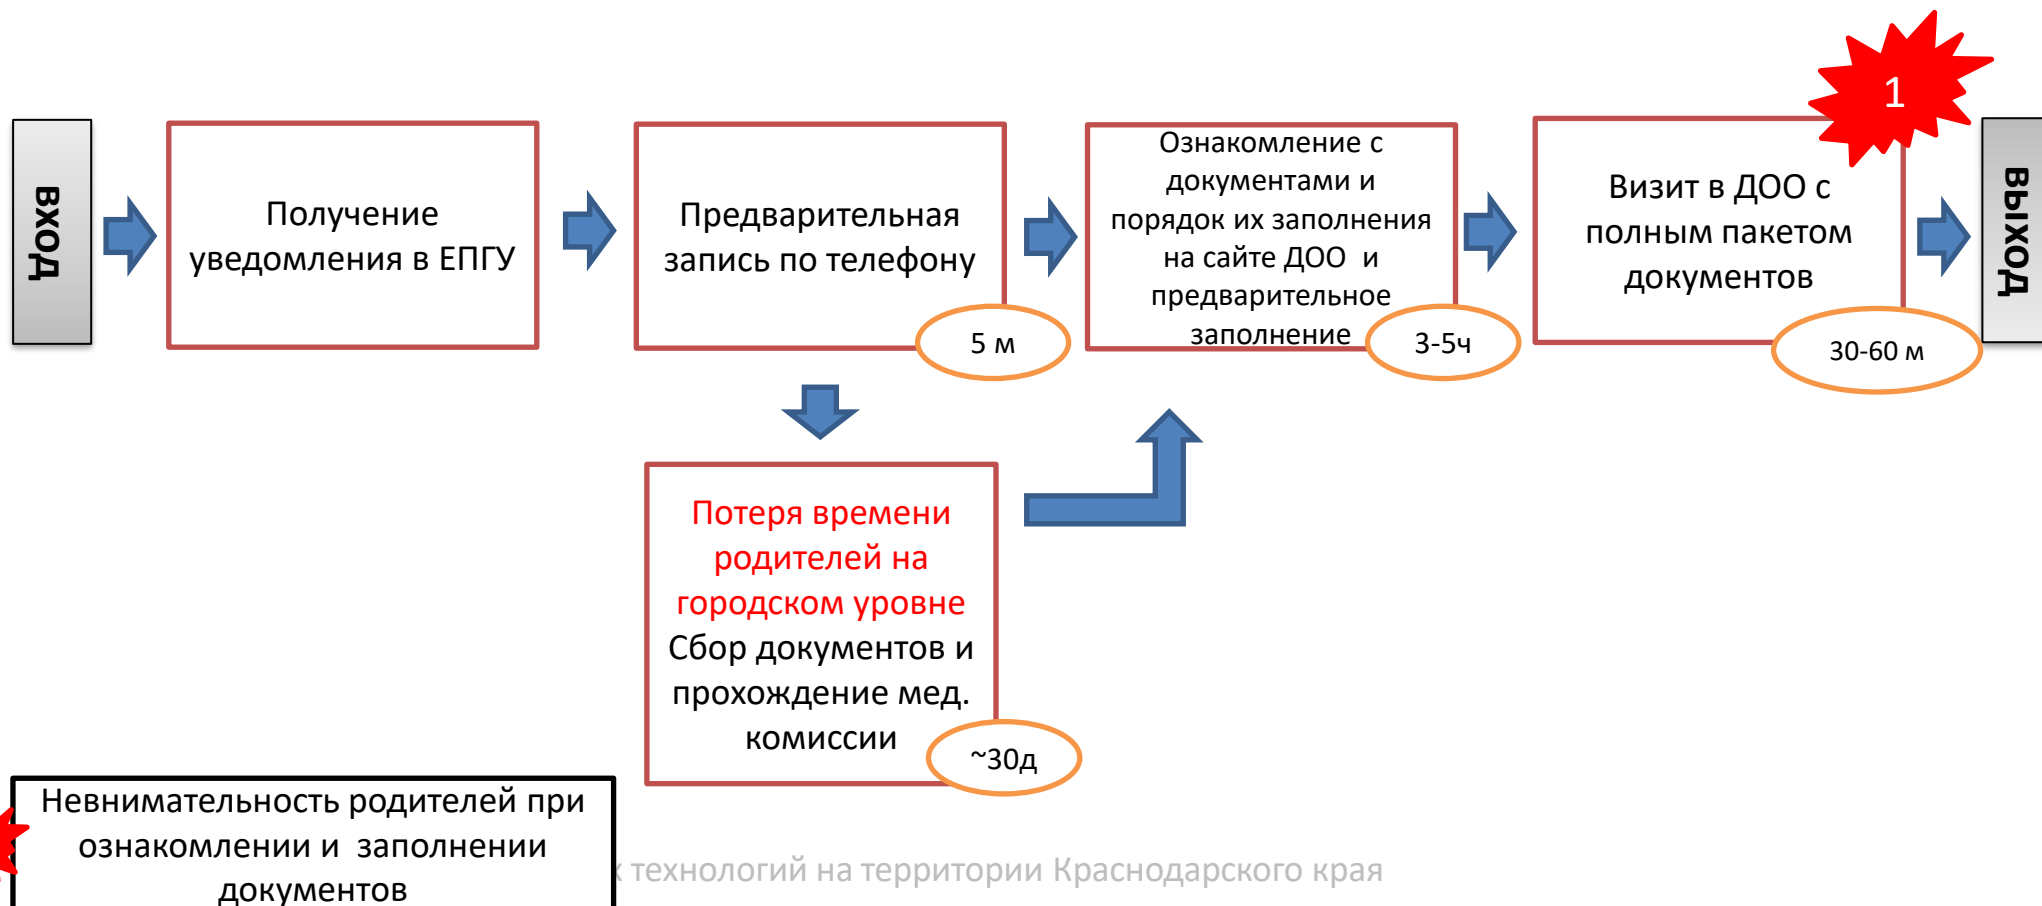 ВХОД
Получение
уведомления в ЕПГУ
Предварительная
запись по телефону
5 м
Ознакомление с
документами и
порядок их заполнения
на сайте ДОО и
предварительное
заполнение
3-5ч
1
Визит в ДОО с
полным пакетом
документов
30-60 м
ВЫХОД
Потеря времени
родителей на
городском уровне
Сбор документов и
прохождение мед.
комиссии
~30д
Невнимательность родителей при
ознакомлении и заполнении
документов
технологий на территории Краснодарского края